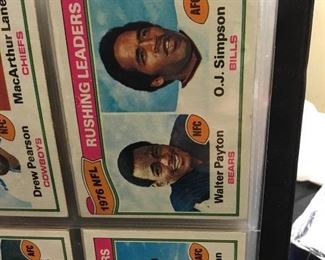 MacArthur Lane
CHIEFS
AFC
NFC
Drew Pearson
COWBOYS
RUSHING LEADERS
1976 NFL
AFC
O.J. Simpson
BILLS
NFC
Walter Payton
BEARS
AFC
NFC